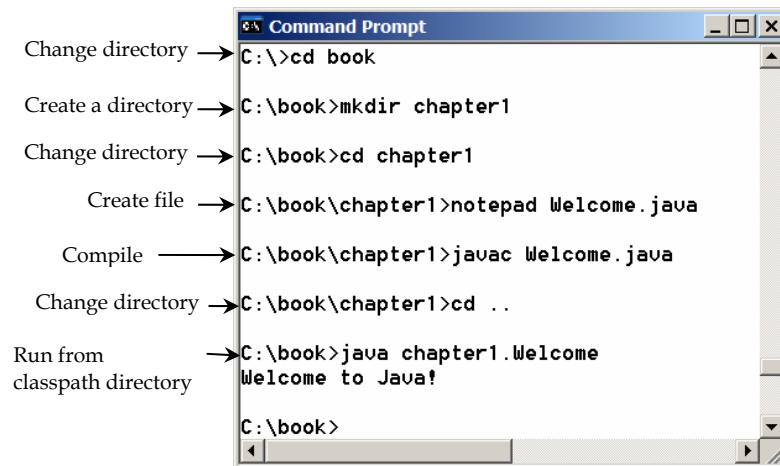 Command Prompt
Change directory
C:\>cd book
Create a directory
C:\book>mkdir chapter1
Change directory
C:\book>cd chapter1
Create file
C:\book\chapter1>notepad Welcome.java
Compile
C:\book\chapter1>javac Welcome.java
Change directory
C:\book\chapter1>cd ..
Run from
classpath directory
C:\book>java chapter1.Welcome
Welcome to Java!
C:\book>